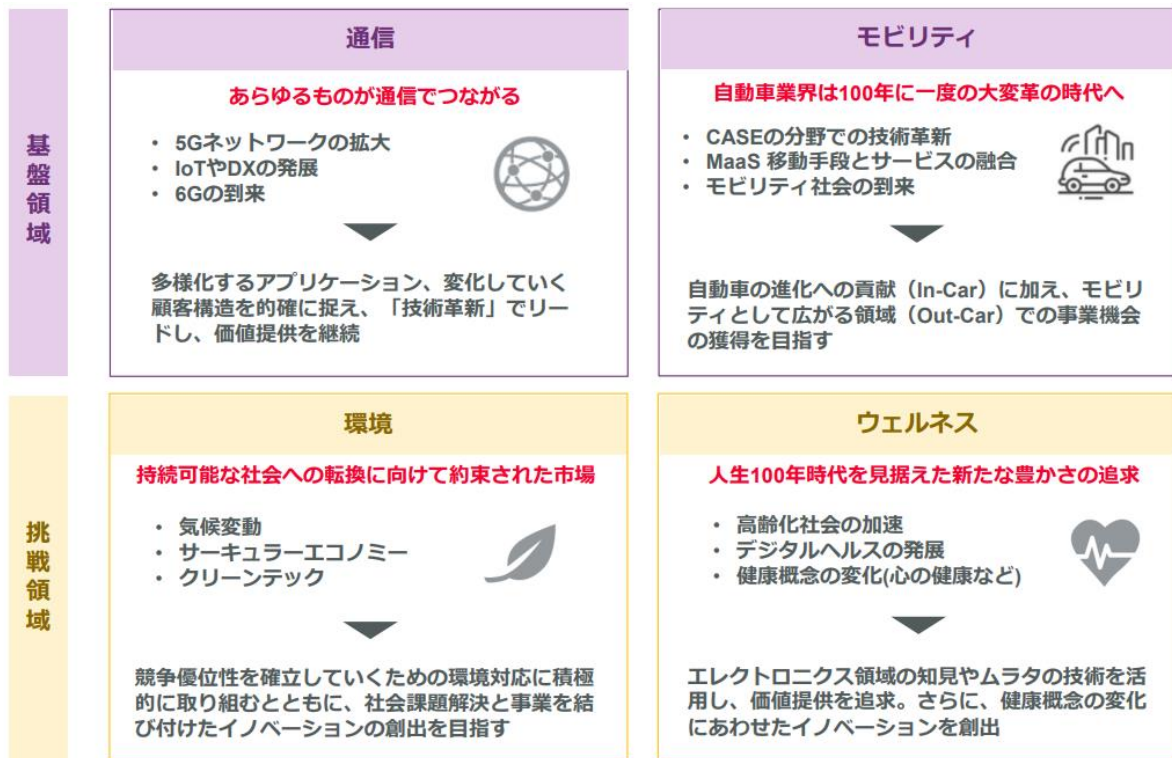 基盤領域
通信
あらゆるものが通信でつながる
• 5Gネットワークの拡大
• IoTやDXの発展
• 6Gの到来
多様化するアプリケーション、変化していく
顧客構造を的確に捉え、「技術革新」でリー
ドし、価値提供を継続
モビリティ
自動車業界は100年に一度の大変革の時代へ
• CASEの分野での技術革新
• MaaS 移動手段とサービスの融合
• モビリティ社会の到来
自動車の進化への貢献（In-Car）に加え、モビリ
ティとして広がる領域（Out-Car）での事業機会
の獲得を目指す
挑戦領域
環境
持続可能な社会への転換に向けて約束された市場
• 気候変動
• サーキュラーエコノミー
• クリーンテック
競争優位性を確立していくための環境対応に積極
的に取り組むとともに、社会課題解決と事業を結
び付けたイノベーションの創出を目指す
ウェルネス
人生100年時代を見据えた新たな豊かさの追求
• 高齢化社会の加速
• デジタルヘルスの発展
• 健康概念の変化(心の健康など)
エレクトロニクス領域の知見やムラタの技術を活
用し、価値提供を追求。さらに、健康概念の変化
にあわせたイノベーションを創出